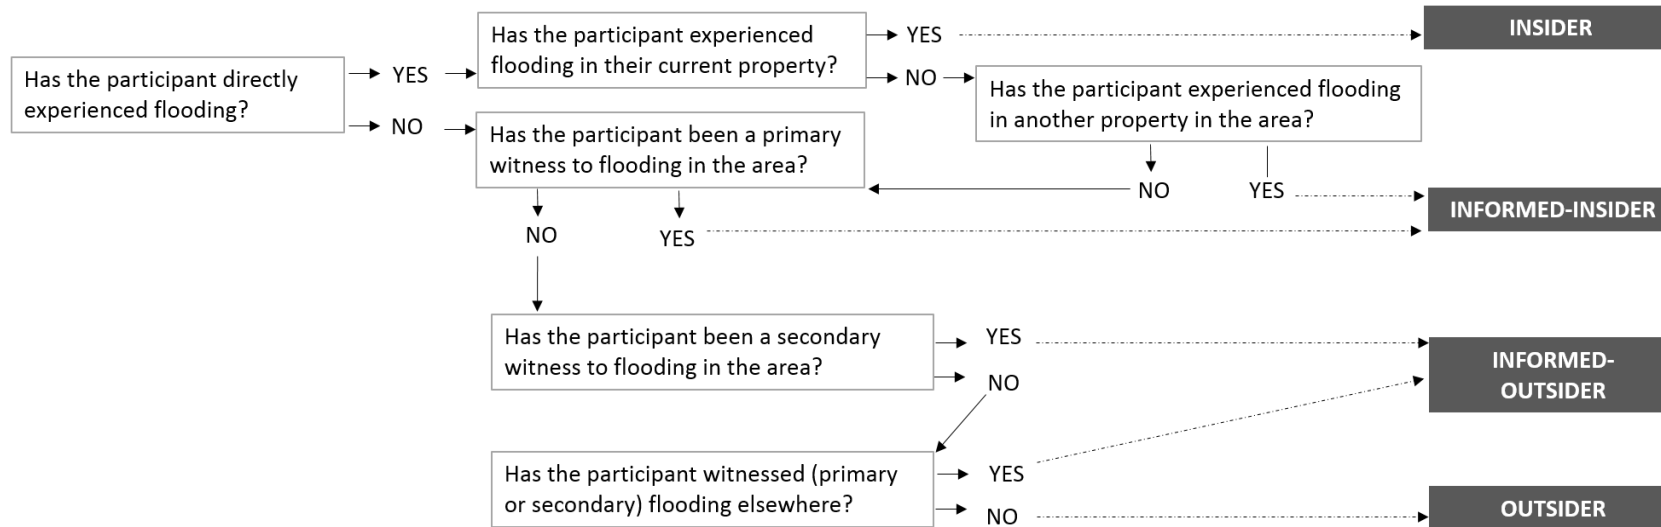 Has the participant directly
experienced flooding?
YES
NO
Has the participant experienced
flooding in their current property?
YES
NO
INSIDER
Has the participant experienced flooding
in another property in the area?
NO
YES
Has the participant been a primary
witness to flooding in the area?
NO
YES
INFORMED-INSIDER
Has the participant been a secondary
witness to flooding in the area?
YES
NO
INFORMED-
OUTSIDER
Has the participant witnessed (primary
or secondary) flooding elsewhere?
YES
NO
OUTSIDER